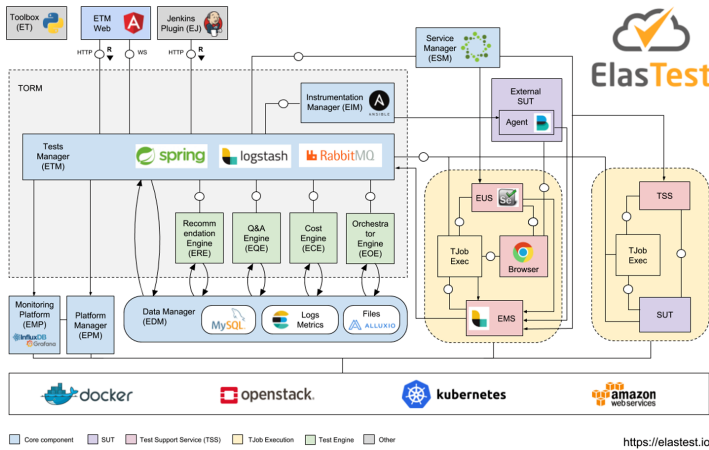 Toolbox
(ET)
ETM
Web
Jenkins
Plugin (EJ)
HTTP
R
WS
HTTP
R
Service
Manager
(ESM)
ElasTest
TORM
Instrumentation
Manager (EIM)
ANSIBLE
External
SUT
Agent
Tests
Manager
(ETM)
spring
logstash
RabbitMQ
Recomm
endation
Engine
(ERE)
Q&A
Engine
(EQE)
Cost
Engine
(ECE)
Orchestra
tor Engine
(EOE)
EUS
Se
TJob
Exec
Browser
EMS
TSS
TJob
Exec
SUT
Monitoring
Platform
(EMP)
InfluxDB
Grafana
Platform
Manager
(EPM)
Data Manager
(EDM)
MySQL
Logs
Metrics
Files
ALLUXIO
docker
openstack.
kubernetes
amazon
web services
Core component
SUT
Test Support Service (TSS)
TJob Execution
Test Engine
Other
https://elastest.io